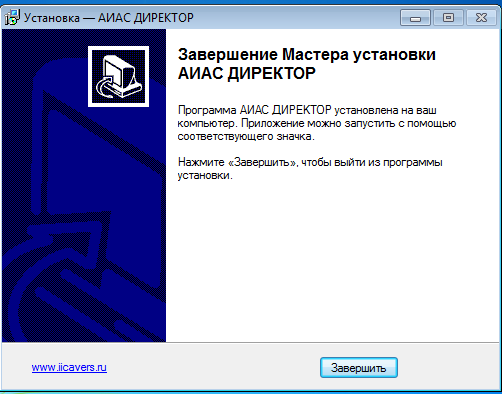 Установка — АИАС ДИРЕКТОР
Завершение Мастера установки
АИАС ДИРЕКТОР
Программа АИАС ДИРЕКТОР установлена на ваш
компьютер. Приложение можно запустить с помощью
соответствующего значка.
Нажмите «Завершить», чтобы выйти из программы
установки.
www.iicavers.ru
Завершить